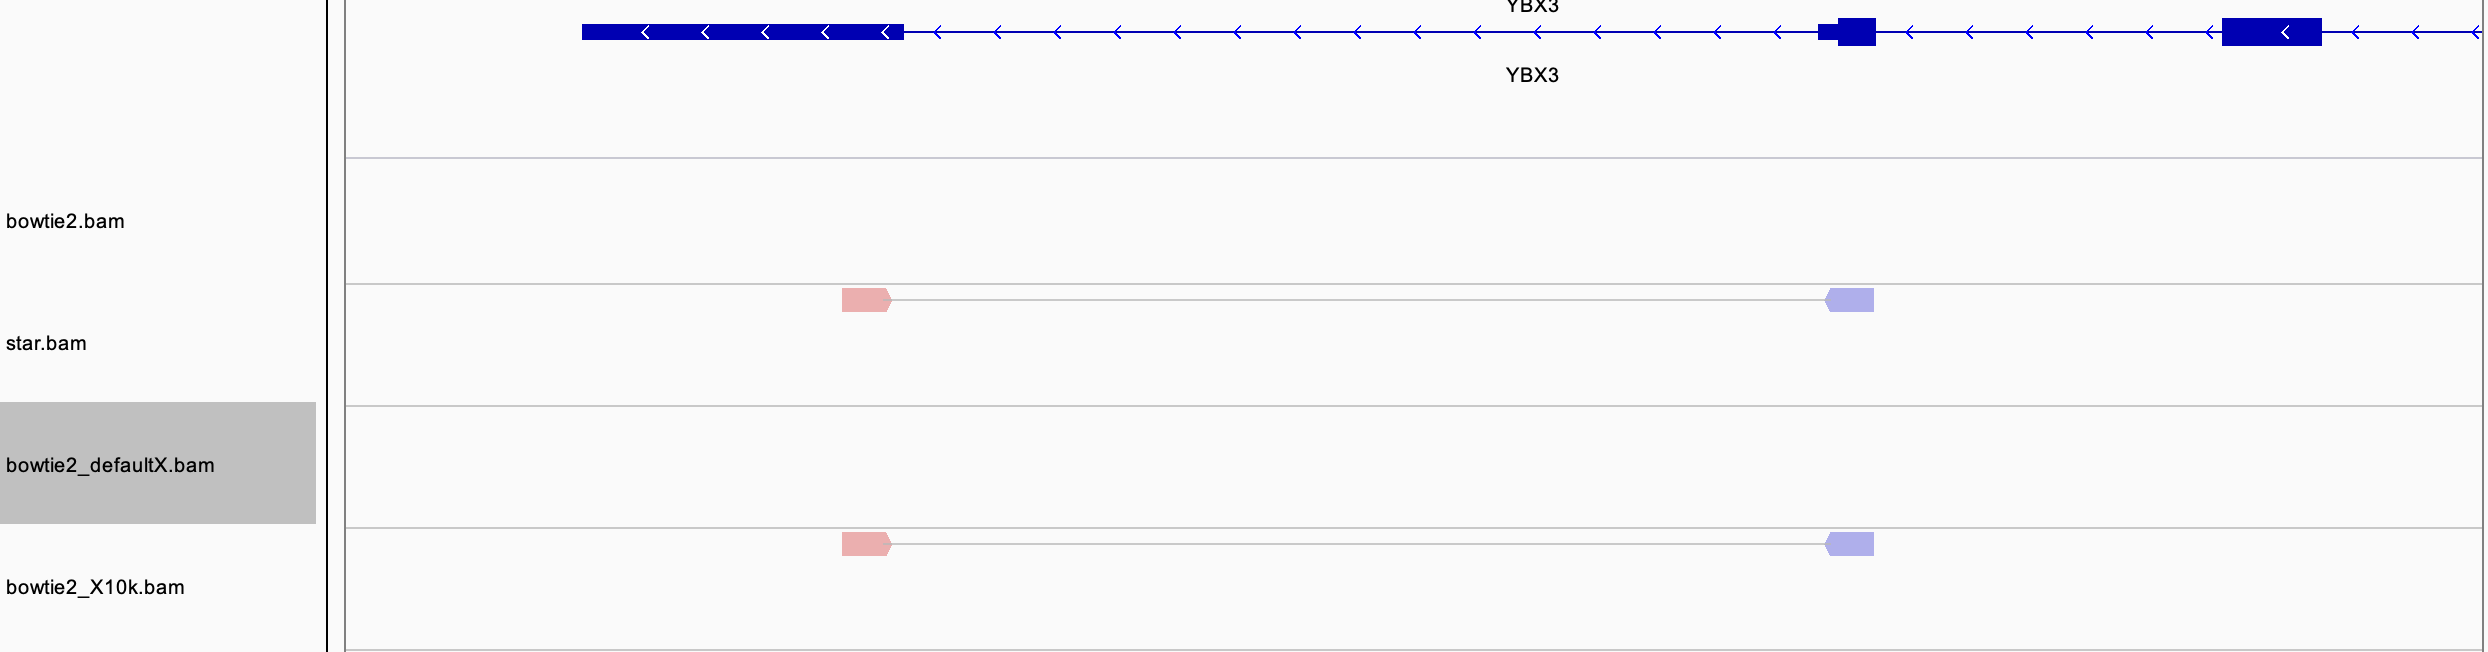 YBX3
YBX3
bowtie2.bam
star.bam
bowtie2_defaultX.bam
bowtie2_X10k.bam